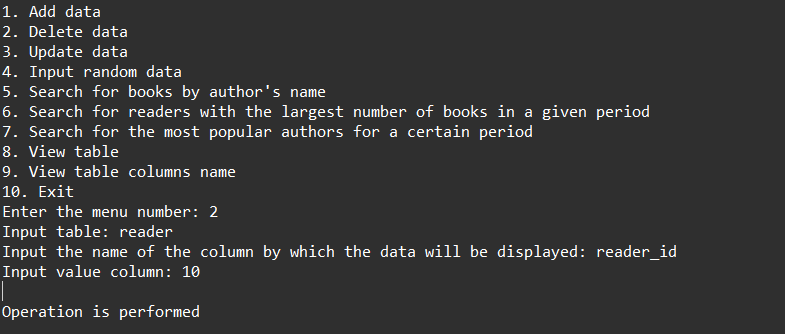 1. Add data
2. Delete data
3. Update data
4. Input random data
5. Search for books by author's name
6. Search for readers with the largest number of books in a given period
7. Search for the most popular authors for a certain period
8. View table
9. View table columns name
10. Exit
Enter the menu number: 2
Input table: reader
Input the name of the column by which the data will be displayed: reader_id
Input value column: 10
Operation is performed